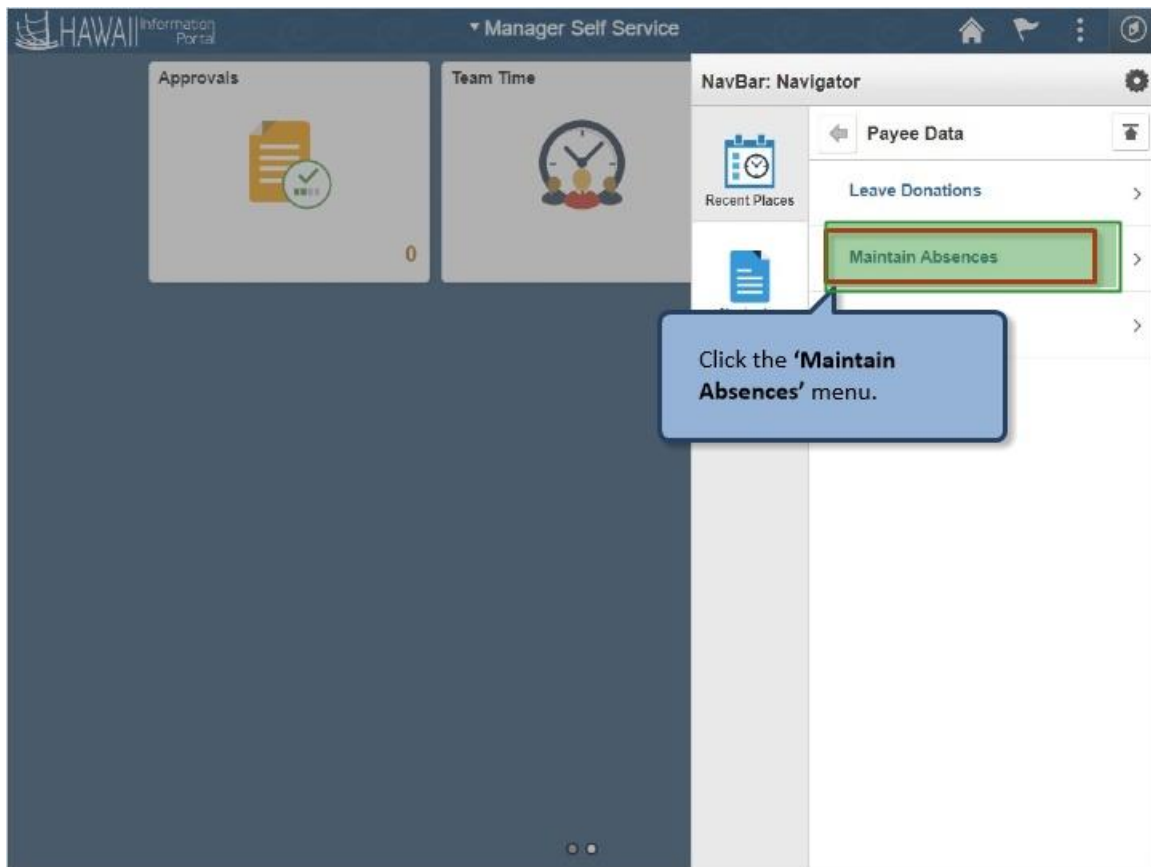 HAWAII Information Portal
Manager Self Service
Approvals
0
Team Time
NavBar: Navigator
Recent Places
Payee Data
Leave Donations
Maintain Absences
Click the ‘Maintain
Absences’ menu.